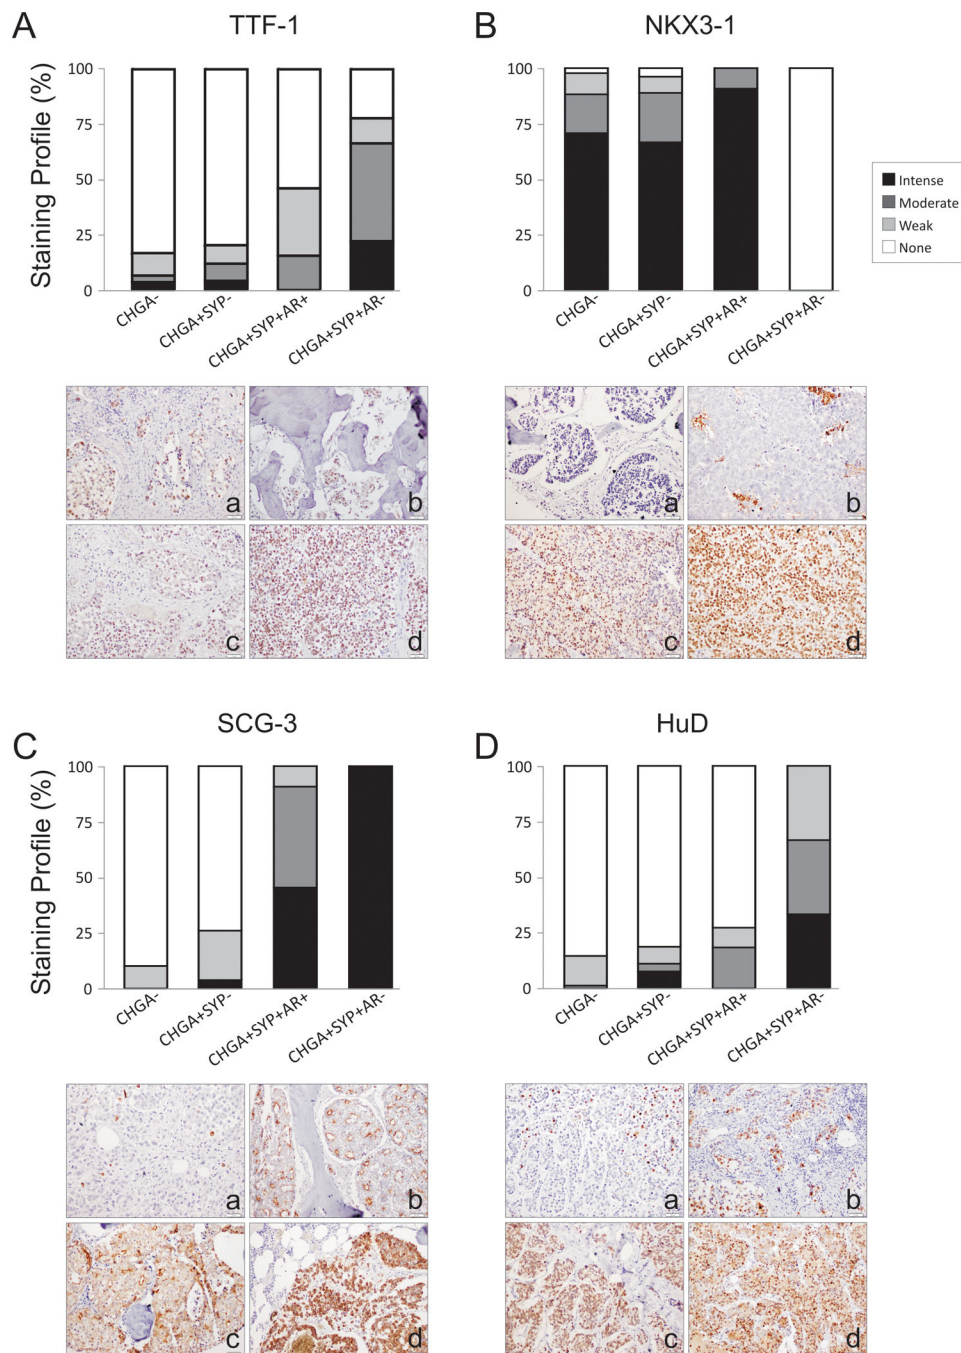 A
TTF-1
B
NKX3-1
Staining Profile (%)
100
75
50
25
0
CHGA-
CHGA+SYP-
CHGA+SYP+AR+
CHGA+SYP+AR-
100
75
50
25
0
CHGA-
CHGA+SYP-
CHGA+SYP+AR+
CHGA+SYP+AR-
Intense
Moderate
Weak
None
a
b
c
d
a
b
c
d
C
SCG-3
D
HuD
Staining Profile (%)
100
75
50
25
0
CHGA-
CHGA+SYP-
CHGA+SYP+AR+
CHGA+SYP+AR-
100
75
50
25
0
CHGA-
CHGA+SYP-
CHGA+SYP+AR+
CHGA+SYP+AR-
a
b
c
d
a
b
c
d